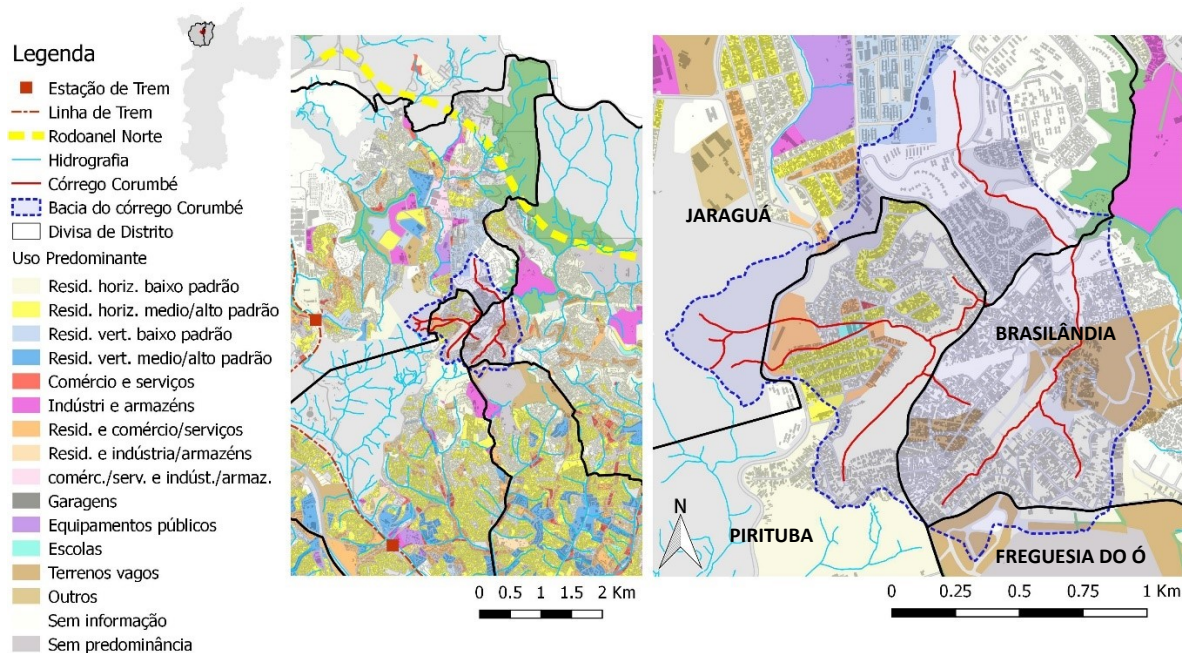 Legenda
Estação de Trem
Linha de Trem
Rodoanel Norte
Hidrografia
Córrego Corumbé
Bacia do córrego Corumbé
Divisa de Distrito
Uso Predominante
Resid. horiz. baixo padrão
Resid. horiz. medio/alto padrão
Resid. vert. baixo padrão
Resid. vert. medio/alto padrão
Comércio e serviços
Indústri e armazéns
Resid. e comércio/serviços
Resid. e indústria/armazéns
comérc./serv. e indúst./armaz.
Garagens
Equipamentos públicos
Escolas
Terrenos vagos
Outros
Sem informação
Sem predominância
0 0.5 1 1.5 2 Km
JARAGUÁ
BRASILÂNDIA
N
PIRITUBA
FREGUESIA DO Ó
0 0.25 0.5 0.75 1 Km